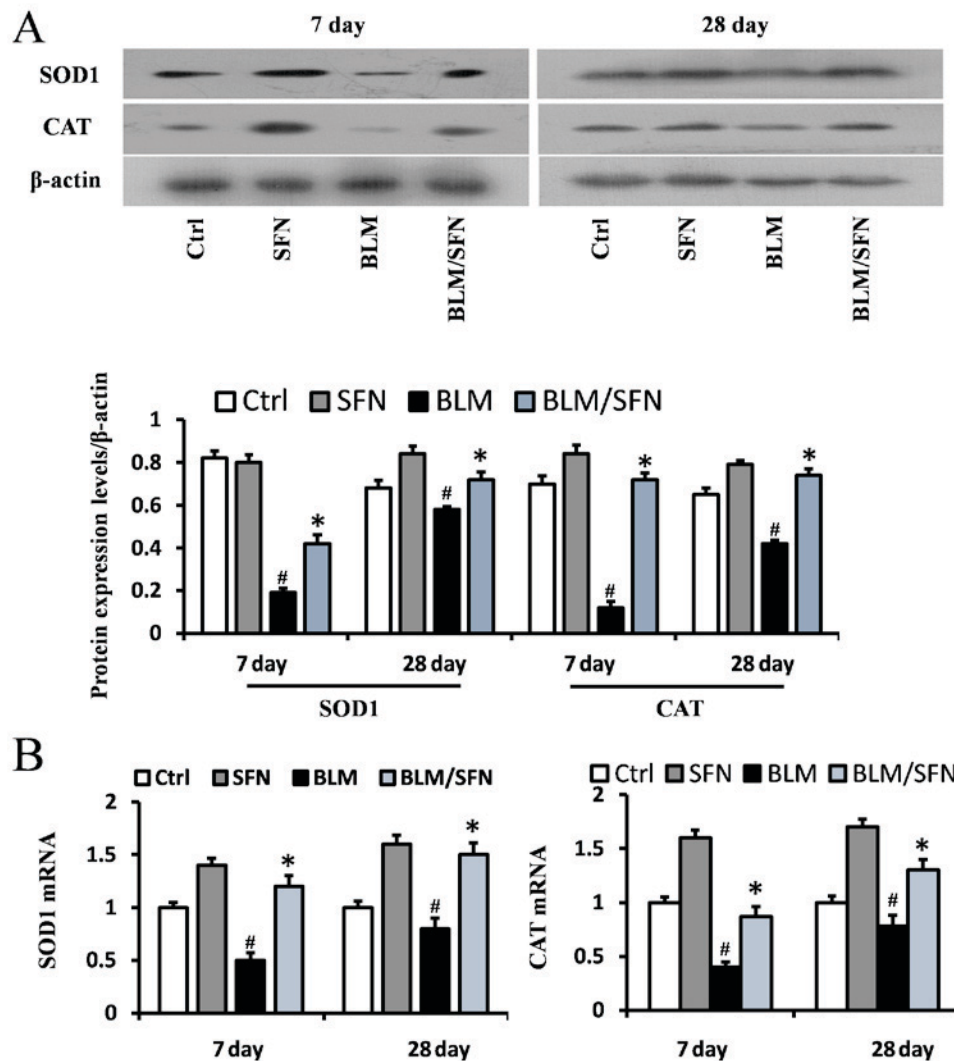 A
7 day 28 day
SOD1
CAT
β-actin
Ctrl SFN BLM BLM/SFN Ctrl SFN BLM BLM/SFN
Protein expression levels/β-actin
Ctrl SFN BLM BLM/SFN
1
0.8
0.6
0.4
0.2
0
# * # * # * # *
7 day 28 day 7 day 28 day
SOD1 CAT
B
SOD1 mRNA
Ctrl SFN BLM BLM/SFN
2
1.5
1
0.5
0
# * # *
7 day 28 day
CAT mRNA
Ctrl SFN BLM BLM/SFN
2
1.5
1
0.5
0
# * # *
7 day 28 day